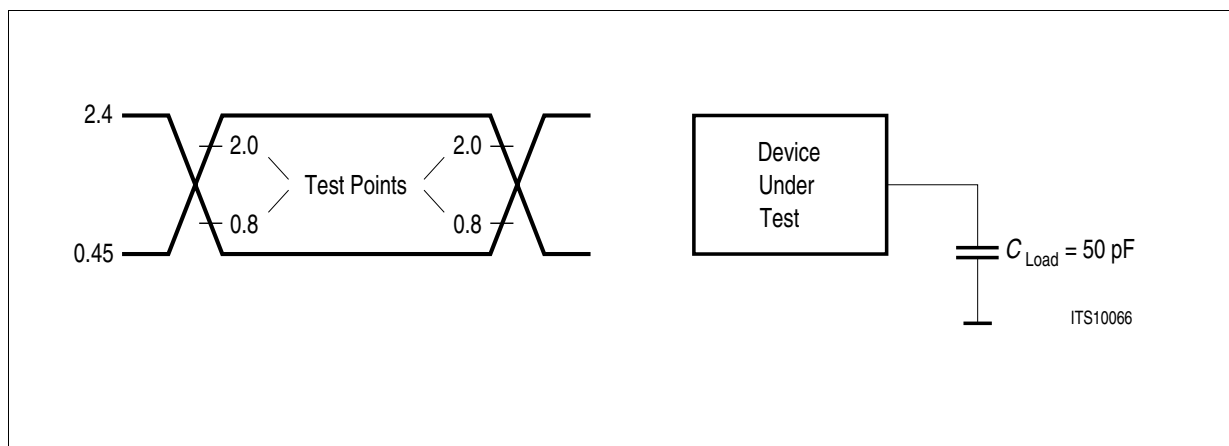 2.4
2.0
2.0
Test Points
0.8
0.8
0.45
Device
Under
Test
C Load = 50 pF
ITS10066